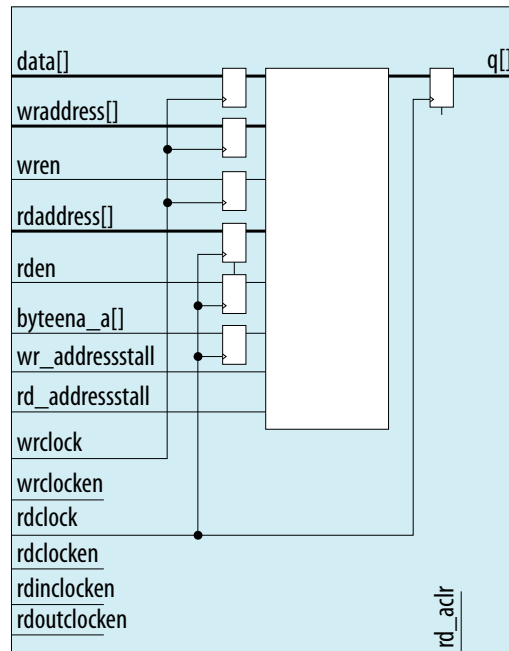 data[]
q[]
wraddress[]
wren
rdaddress[]
rden
byteena_a[]
wr_addressstall
rd_addressstall
wrclock
wrclocken
rdclock
rdclocken
rdinclocken
rdoutclocken
rd_aclr